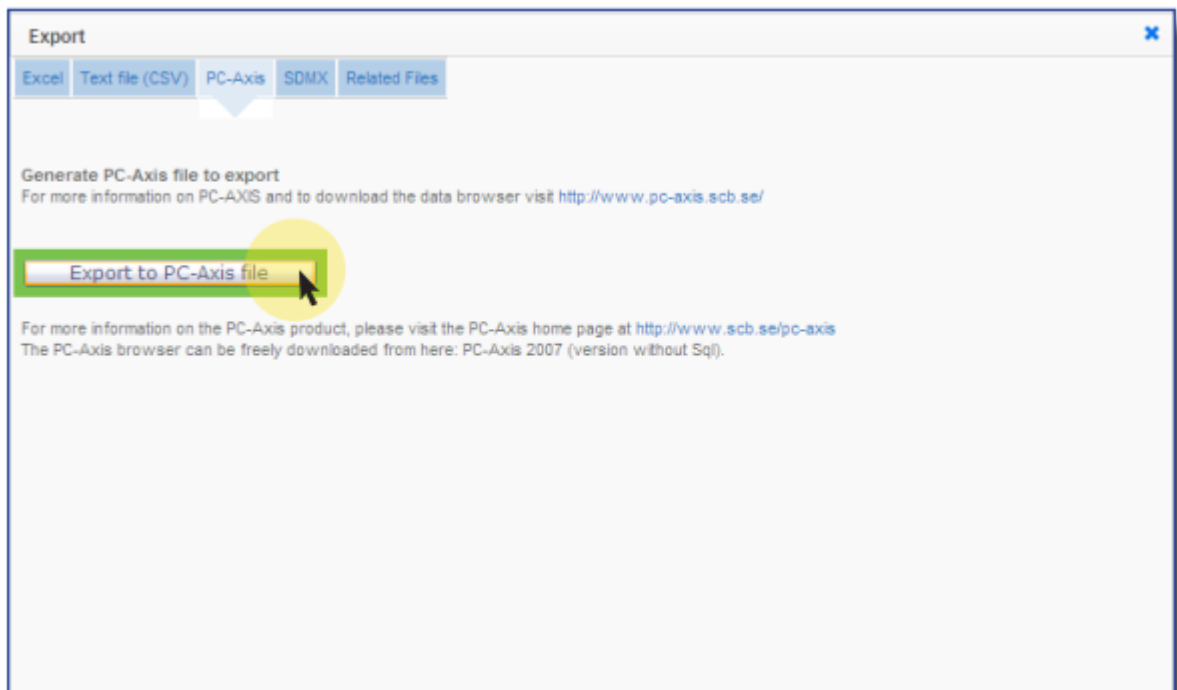 Export
Excel Text file (CSV) PC-Axis SDMX Related Files
Generate PC-Axis file to export
For more information on PC-AXIS and to download the data browser visit http://www.pc-axis.scb.se/
Export to PC-Axis file
For more information on the PC-Axis product, please visit the PC-Axis home page at http://www.scb.se/pc-axis
The PC-Axis browser can be freely downloaded from here: PC-Axis 2007 (version without Sql).